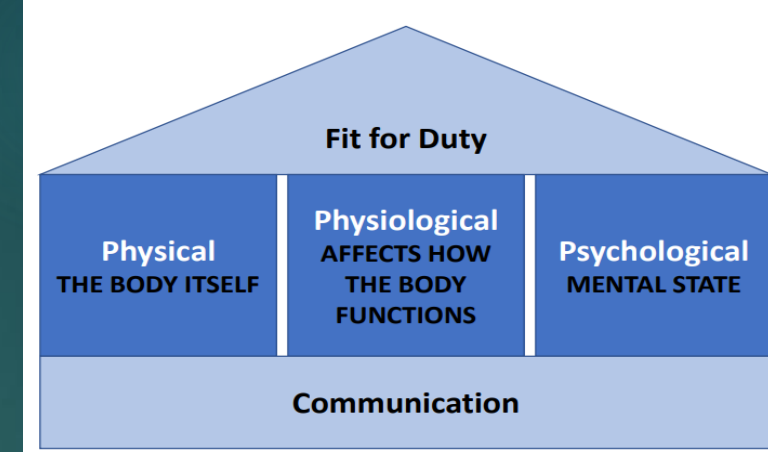 Fit for Duty
Physical
THE BODY ITSELF
Physiological
AFFECTS HOW
THE BODY
FUNCTIONS
Psychological
MENTAL STATE
Communication